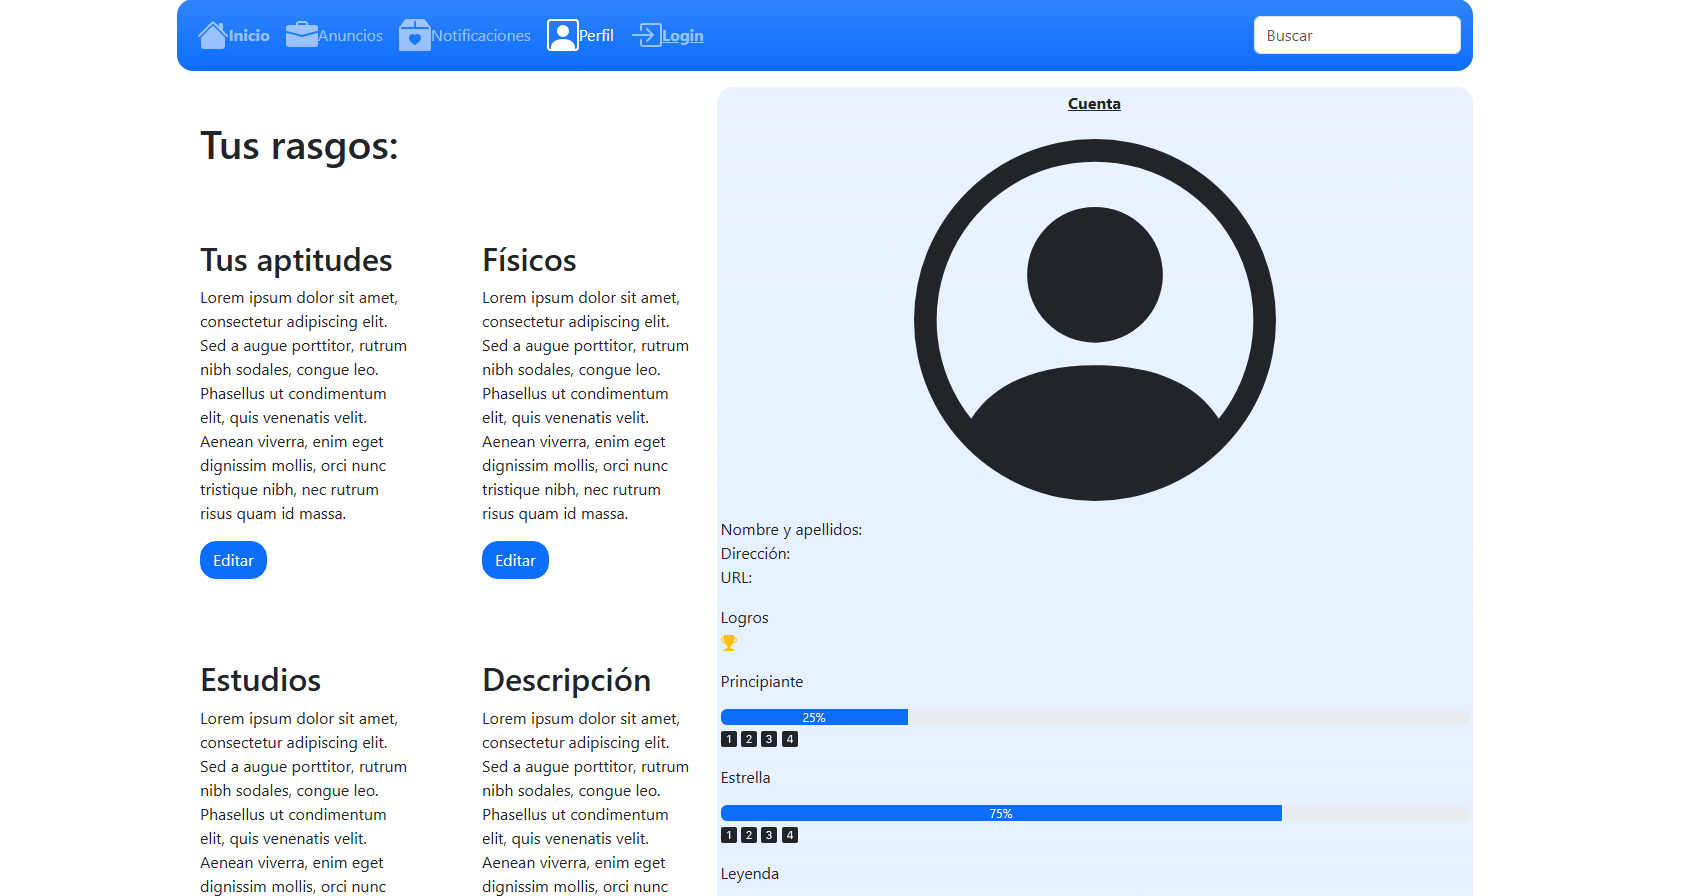 Inicio Anuncios Notificaciones Perfil Login Buscar
Tus rasgos:
Tus aptitudes
Lorem ipsum dolor sit amet,
consectetur adipiscing elit.
Sed a augue porttitor, rutrum
nibh sodales, congue leo.
Phasellus ut condimentum
elit, quis venenatis velit.
Aenean viverra, enim eget
dignissim mollis, orci nunc
tristique nibh, nec rutrum
risus quam id massa.
Editar
Físicos
Lorem ipsum dolor sit amet,
consectetur adipiscing elit.
Sed a augue porttitor, rutrum
nibh sodales, congue leo.
Phasellus ut condimentum
elit, quis venenatis velit.
Aenean viverra, enim eget
dignissim mollis, orci nunc
tristique nibh, nec rutrum
risus quam id massa.
Editar
Estudios
Lorem ipsum dolor sit amet,
consectetur adipiscing elit.
Sed a augue porttitor, rutrum
nibh sodales, congue leo.
Phasellus ut condimentum
elit, quis venenatis velit.
Aenean viverra, enim eget
dignissim mollis, orci nunc
Descripción
Lorem ipsum dolor sit amet,
consectetur adipiscing elit.
Sed a augue porttitor, rutrum
nibh sodales, congue leo.
Phasellus ut condimentum
elit, quis venenatis velit.
Aenean viverra, enim eget
dignissim mollis, orci nunc
Cuenta
Nombre y apellidos:
Dirección:
URL:
Logros
Principiante
25%
1 2 3 4
Estrella
75%
1 2 3 4
Leyenda